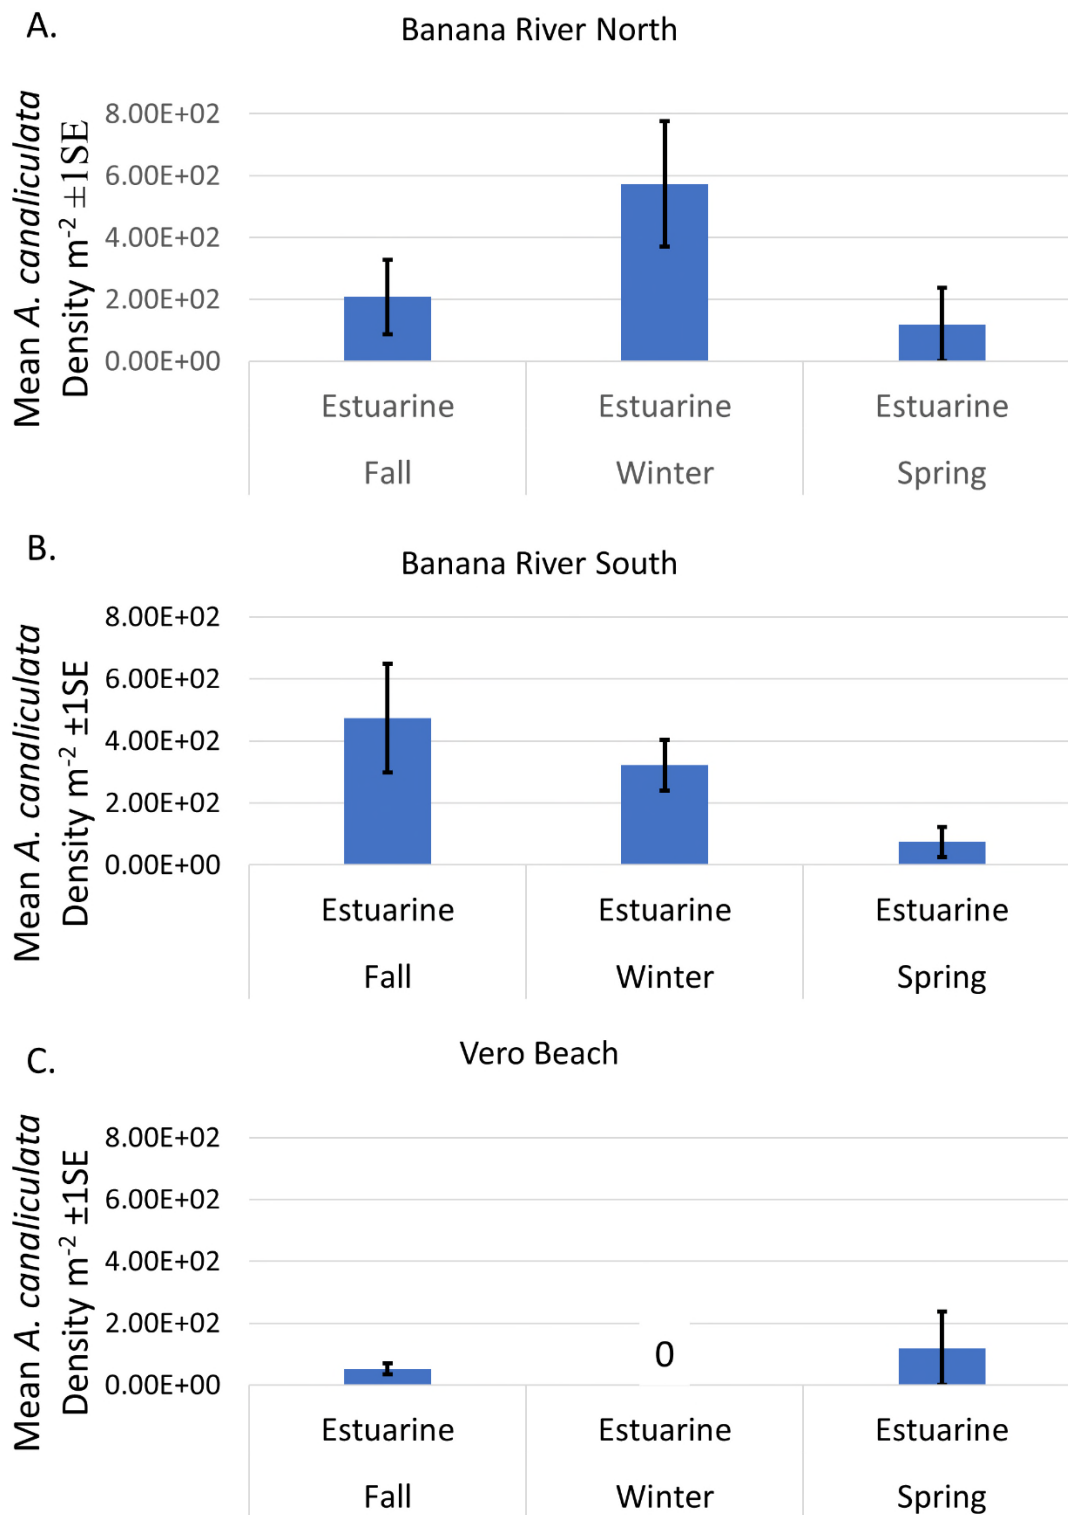 A.
Banana River North
Mean A. canaliculata
Density m⁻² ±1SE
8.00E+02
6.00E+02
4.00E+02
2.00E+02
0.00E+00
Estuarine Estuarine Estuarine
Fall Winter Spring
B.
Banana River South
Mean A. canaliculata
Density m⁻² ±1SE
8.00E+02
6.00E+02
4.00E+02
2.00E+02
0.00E+00
Estuarine Estuarine Estuarine
Fall Winter Spring
C.
Vero Beach
Mean A. canaliculata
Density m⁻² ±1SE
8.00E+02
6.00E+02
4.00E+02
2.00E+02
0.00E+00
0
Estuarine Estuarine Estuarine
Fall Winter Spring